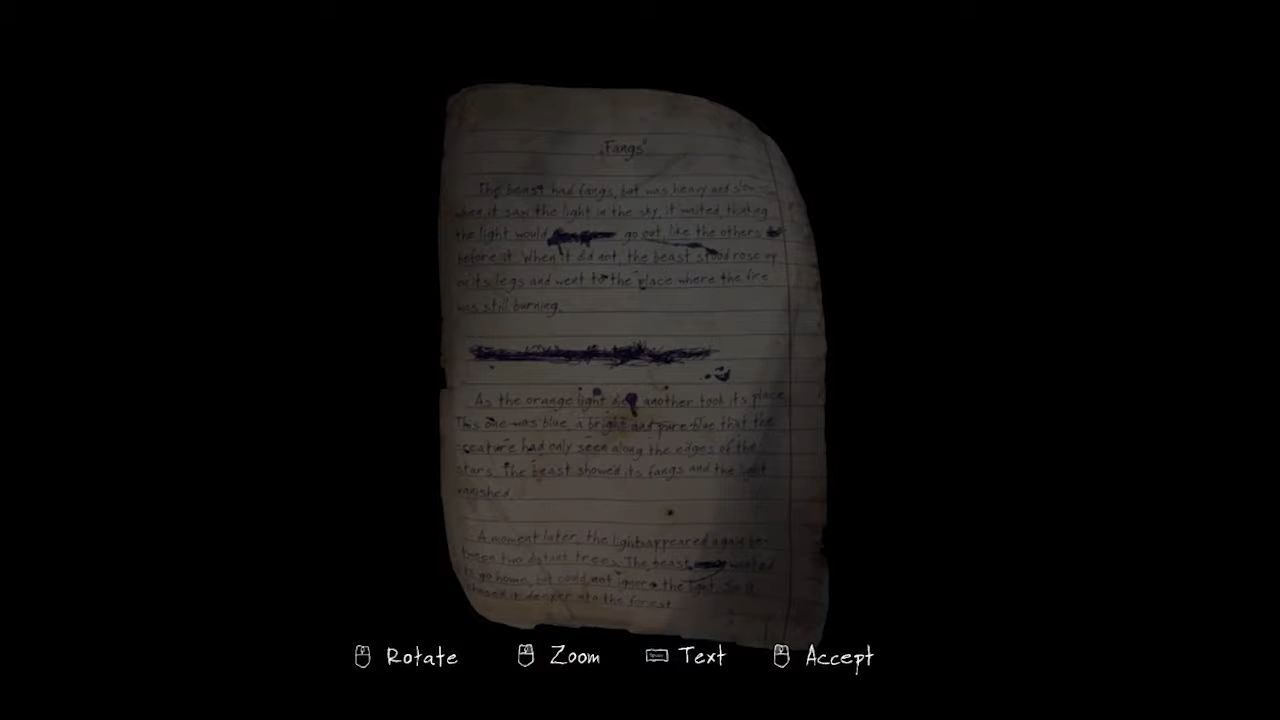 „Fangs"
The beast had fangs, but was heavy and slow
when it saw the light in the sky, it waited, thinking
the light would go out, like the others
before it. When it did not, the beast stood rose up
on its legs and went to the place where the fire
was still burning.
As the orange light died another took its place
This one was blue, a bright and pure blue that the
creature had only seen along the edges of the
stars. The beast showed its fangs and the light
vanished.
A moment later, the light appeared again be-
tween two distant trees. The beast wanted
to go home, but could not ignore the light. So it
chased it deeper into the forest
Rotate Zoom Text Accept